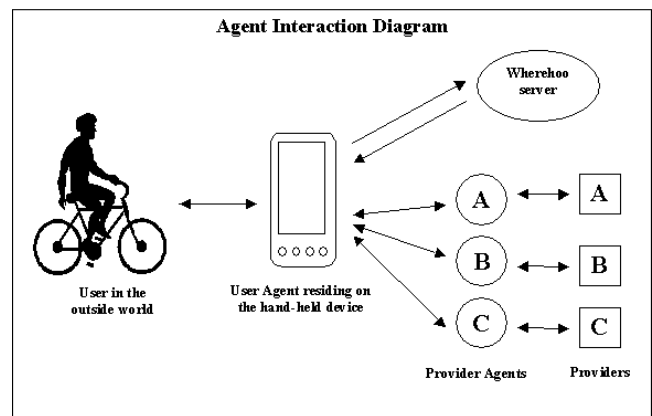 Agent Interaction Diagram
Wherehoo
server
A
A
B
B
C
C
User in the
outside world
User Agent residing on
the hand-held device
Provider Agents
Providers